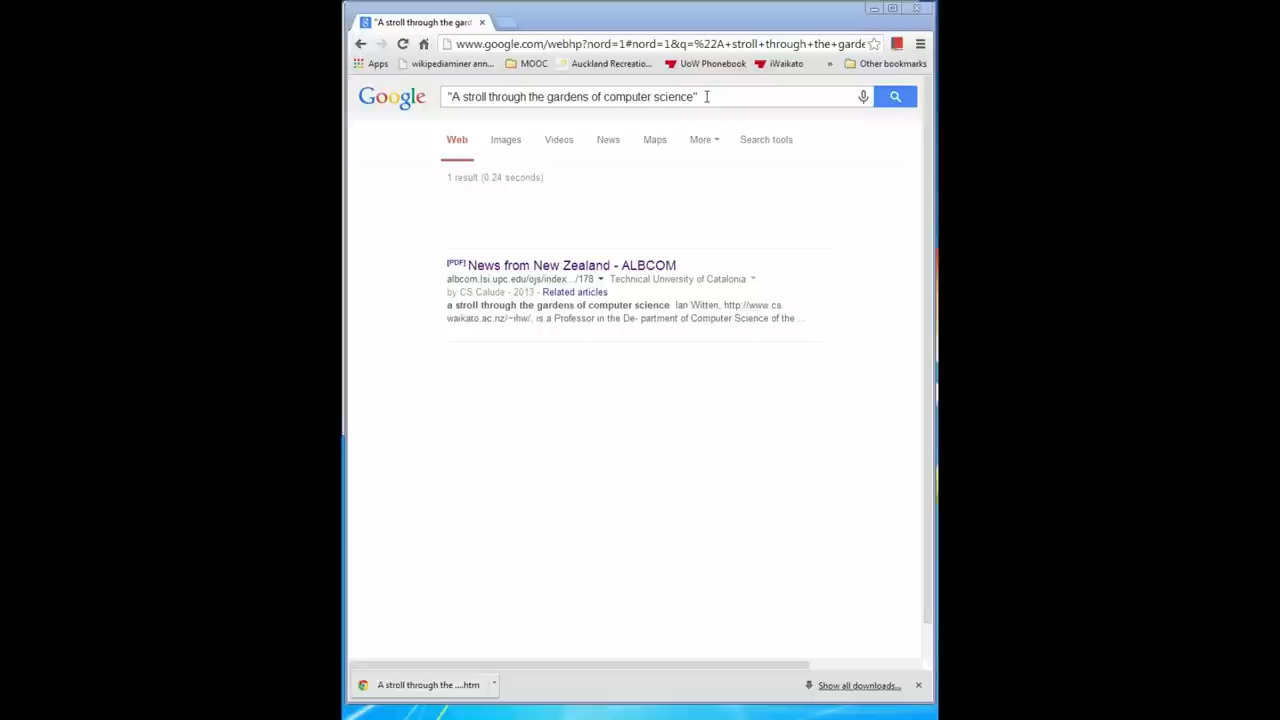 "A stroll through the gard
www.google.com/webhp?nord=1#nord=1&q=%22A+stroll+through+the+garde
Apps wikipediaminer ann... MOOC Auckland Recreatio... UoW Phonebook iWaikato » Other bookmarks
Google "A stroll through the gardens of computer science"
Web Images Videos News Maps More Search tools
1 result (0.24 seconds)
[PDF] News from New Zealand - ALBCOM
albcom.lsi.upc.edu/ojs/index.../178 Technical University of Catalonia
by CS Calude - 2013 - Related articles
a stroll through the gardens of computer science Ian Witten, http://www.cs.
waikato.ac.nz/~ihw/, is a Professor in the De- partment of Computer Science of the ...
A stroll through the ....htm Show all downloads...